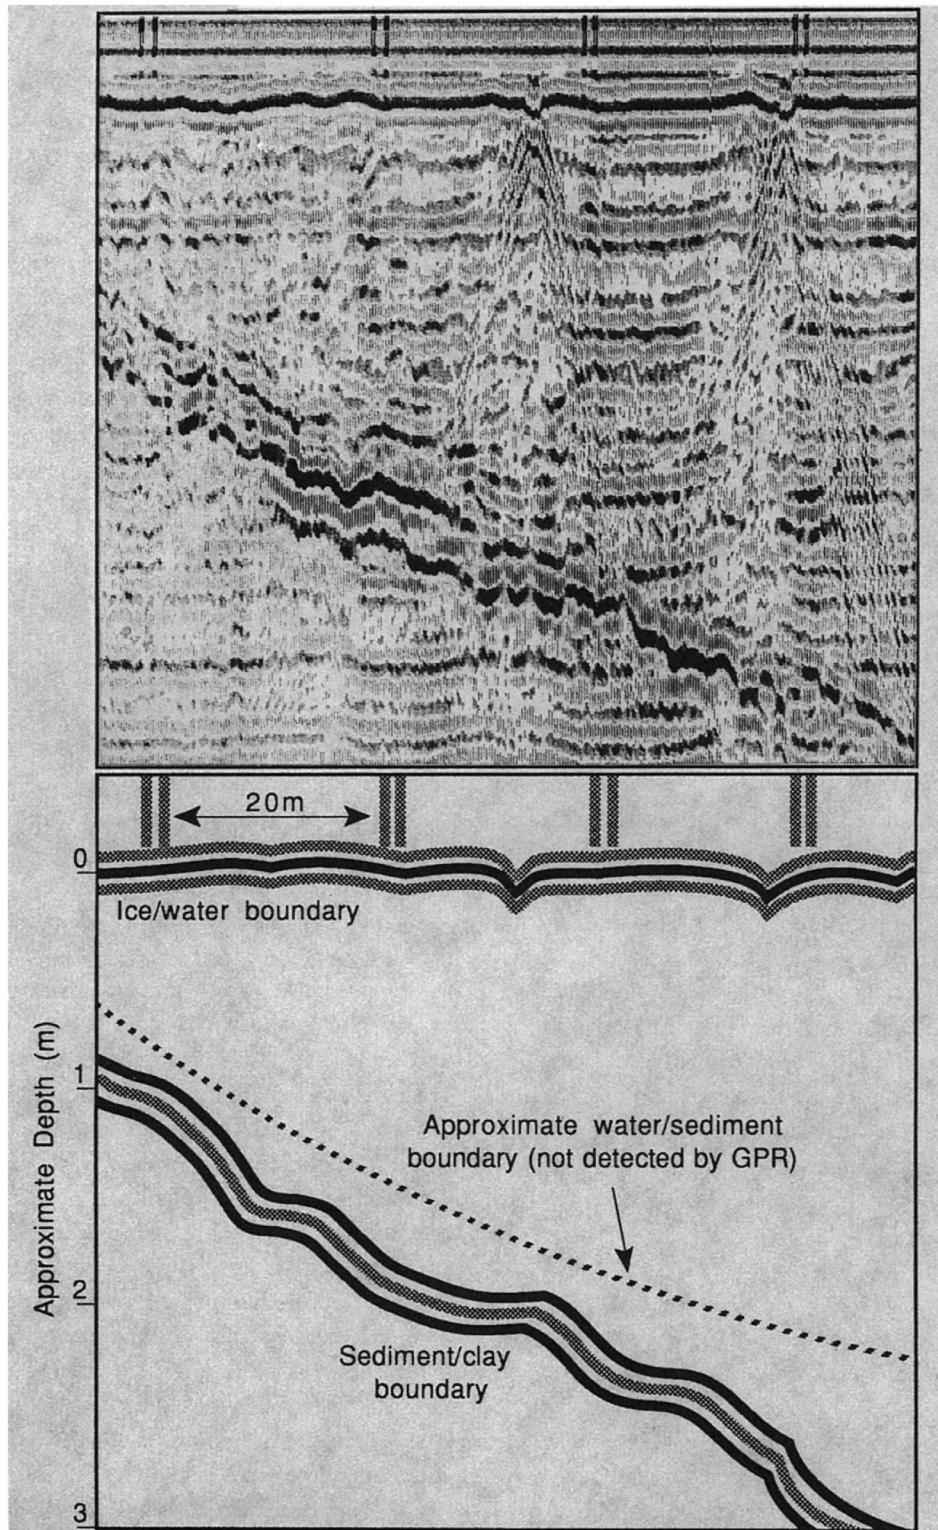 20m
0
Ice/water boundary
1
Approximate Depth (m)
Approximate water/sediment
boundary (not detected by GPR)
2
Sediment/clay
boundary
3